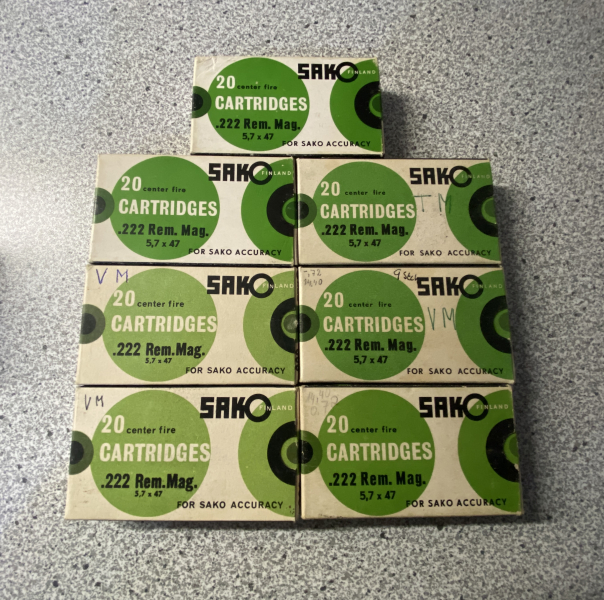 SAKO
FINLAND
20 center fire
CARTRIDGES
.222 Rem. Mag.
5,7 x 47
FOR SAKO ACCURACY
SAKO
FINLAND
20 center fire
CARTRIDGES
.222 Rem. Mag.
5,7 x 47
FOR SAKO ACCURACY
SAKO
FINLAND
20 center fire
CARTRIDGES
TM
.222 Rem. Mag.
5,7 x 47
FOR SAKO ACCURACY
VM
SAKO
FINLAND
20 center fire
CARTRIDGES
.222 Rem. Mag.
5,7 x 47
FOR SAKO ACCURACY
SAKO
FINLAND
20 center fire
CARTRIDGES
VM
.222 Rem. Mag.
5,7 x 47
FOR SAKO ACCURACY
VM
SAKO
FINLAND
20 center fire
CARTRIDGES
.222 Rem. Mag.
5,7 x 47
FOR SAKO ACCURACY
SAKO
FINLAND
20 center fire
CARTRIDGES
.222 Rem. Mag.
5,7 x 47
FOR SAKO ACCURACY